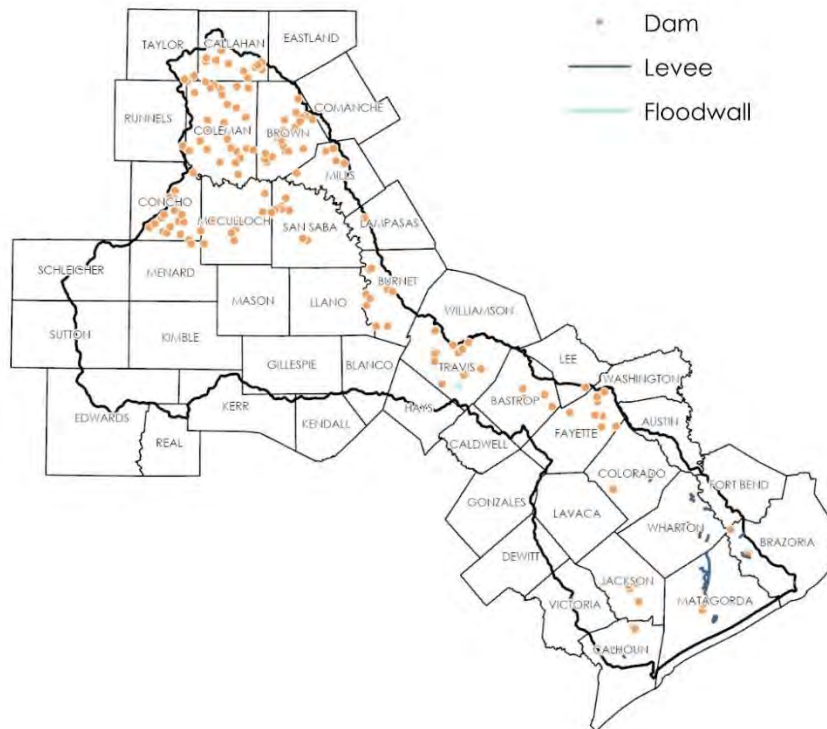 Dam
Levee
Floodwall
TAYLOR
CALLAHAN
EASTLAND
RUNNELS
COLEMAN
BROWN
COMANCHE
MILLS
CONCHO
MCCULLOCH
SAN SABA
LAMPASAS
SCHLEICHER
MENARD
BURNET
MASON
LLANO
WILLIAMSON
SUTTON
KIMBLE
GILLESPIE
BLANCO
TRAVIS
LEE
WASHINGTON
EDWARDS
REAL
KERR
KENDALL
HAYS
BASTROP
FAYETTE
AUSTIN
CALDWELL
COLORADO
FORT BEND
GONZALES
LAVACA
WHARTON
BRAZORIA
DEWITT
JACKSON
VICTORIA
MATAGORDA
CALHOUN